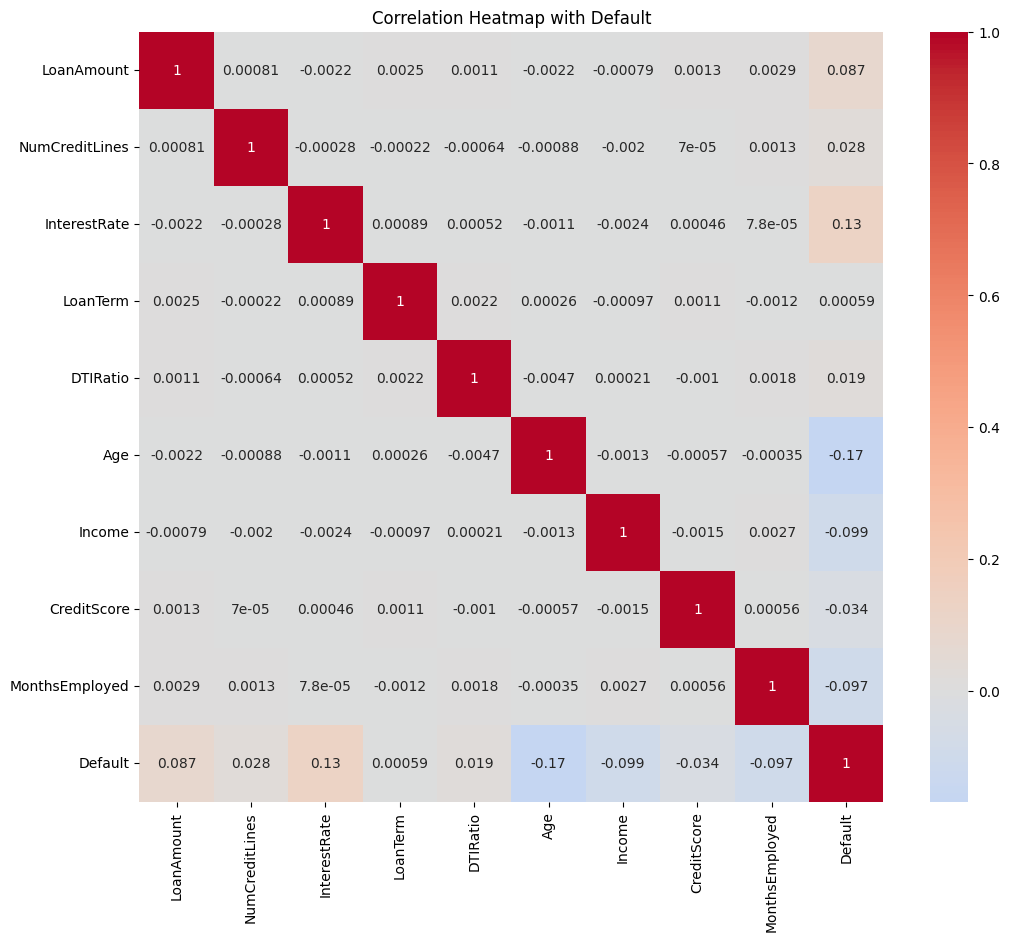 Correlation Heatmap with Default
LoanAmount 1 0.00081 -0.0022 0.0025 0.0011 -0.0022 -0.00079 0.0013 0.0029 0.087
NumCreditLines 0.00081 1 -0.00028 -0.00022 -0.00064 -0.00088 -0.002 7e-05 0.0013 0.028
InterestRate -0.0022 -0.00028 1 0.00089 0.00052 -0.0011 -0.0024 0.00046 7.8e-05 0.13
LoanTerm 0.0025 -0.00022 0.00089 1 0.0022 0.00026 -0.00097 0.0011 -0.0012 0.00059
DTIRatio 0.0011 -0.00064 0.00052 0.0022 1 -0.0047 0.00021 -0.001 0.0018 0.019
Age -0.0022 -0.00088 -0.0011 0.00026 -0.0047 1 -0.0013 -0.00057 -0.00035 -0.17
Income -0.00079 -0.002 -0.0024 -0.00097 0.00021 -0.0013 1 -0.0015 0.0027 -0.099
CreditScore 0.0013 7e-05 0.00046 0.0011 -0.001 -0.00057 -0.0015 1 0.00056 -0.034
MonthsEmployed 0.0029 0.0013 7.8e-05 -0.0012 0.0018 -0.00035 0.0027 0.00056 1 -0.097
Default 0.087 0.028 0.13 0.00059 0.019 -0.17 -0.099 -0.034 -0.097 1
LoanAmount
NumCreditLines
InterestRate
LoanTerm
DTIRatio
Age
Income
CreditScore
MonthsEmployed
Default
1.0
0.8
0.6
0.4
0.2
0.0